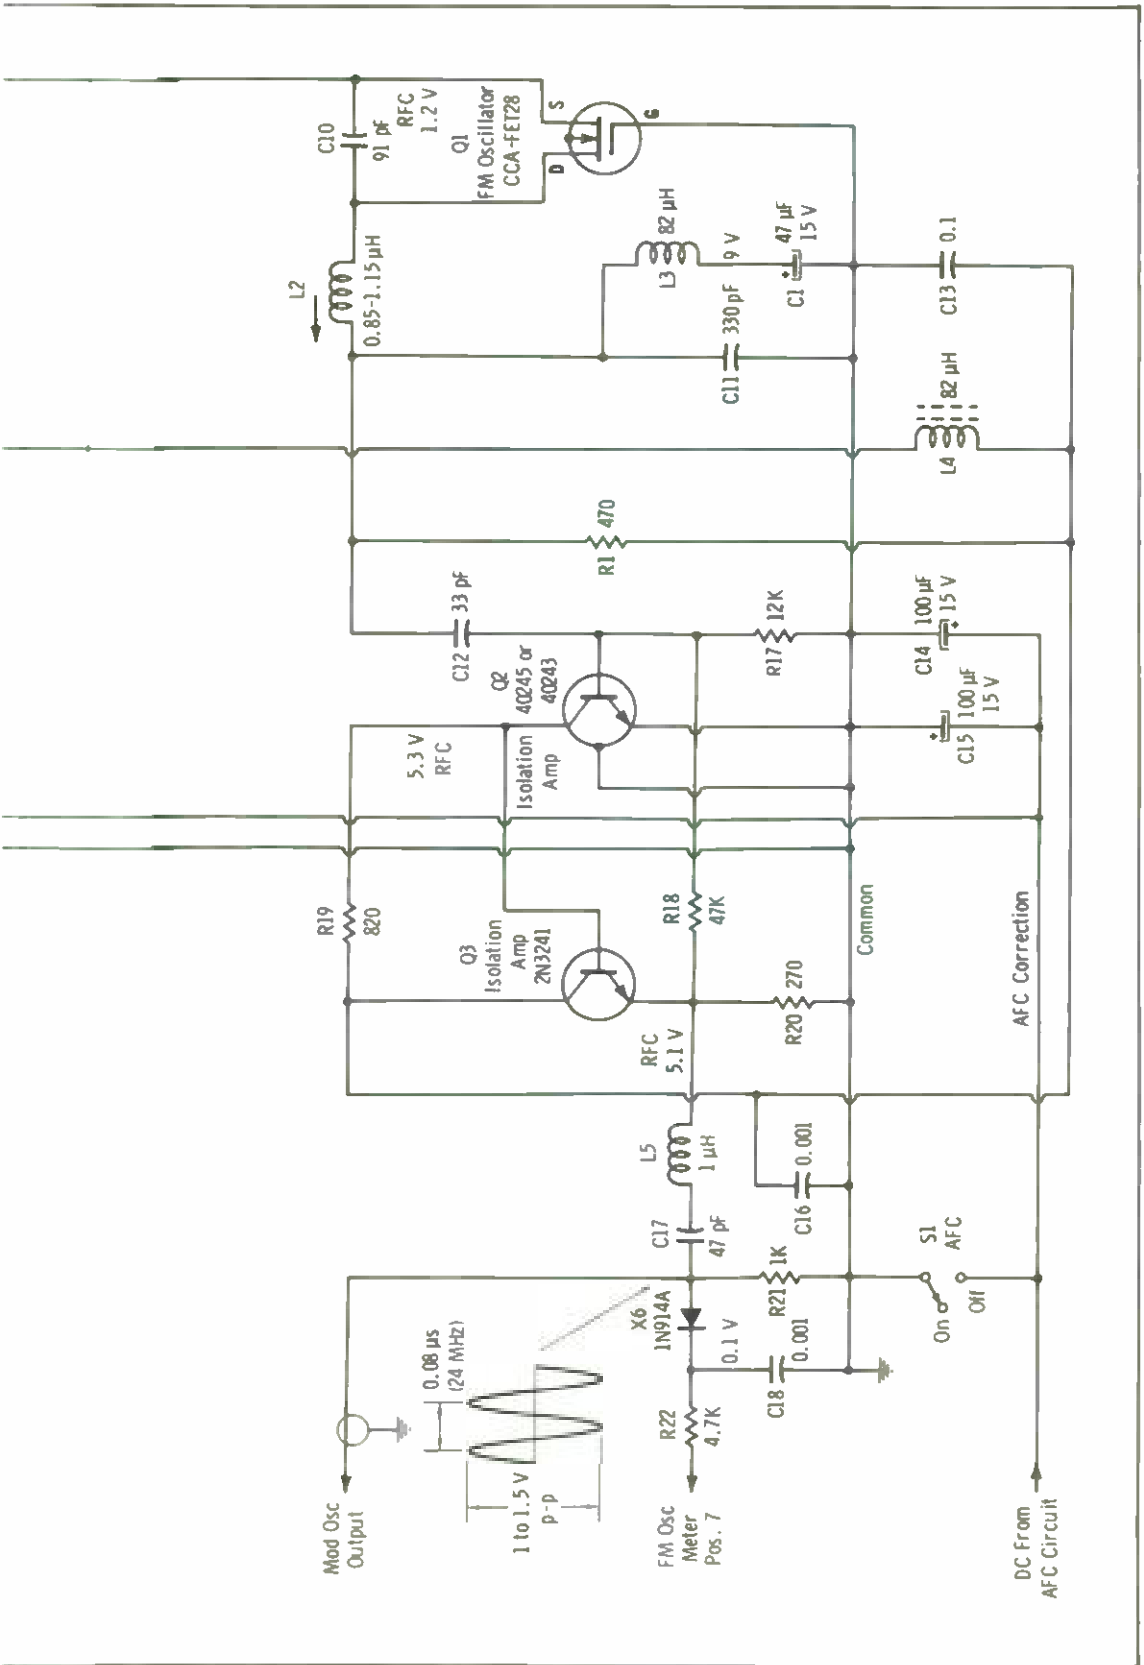 Mod Osc
Output
0.08 µs
(24 MHz)
1 to 1.5 V
p-p
FM Osc
Meter
Pos. 7
R22
4.7K
X6
1N914A
0.1 V
C18
0.001
C17
47 pF
R21
1K
L5
1 µH
C16
0.001
DC From
AFC Circuit
On
Off
S1
AFC
R19
820
Q3
Isolation
Amp
2N3241
RFC
5.1 V
R20
270
R18
47K
Common
AFC Correction
5.3 V
RFC
Isolation
Amp
Q2
40245 or
40243
C12
33 pF
R17
12K
C15
100 µF
15 V
C14
100 µF
15 V
R1
470
L4
82 µH
L2
0.85-1.15 µH
C11
330 pF
L3
82 µH
9 V
C1
47 µF
15 V
C13
0.1
C10
91 pF
RFC
1.2 V
Q1
FM Oscillator
CCA-FET28
D
S
G